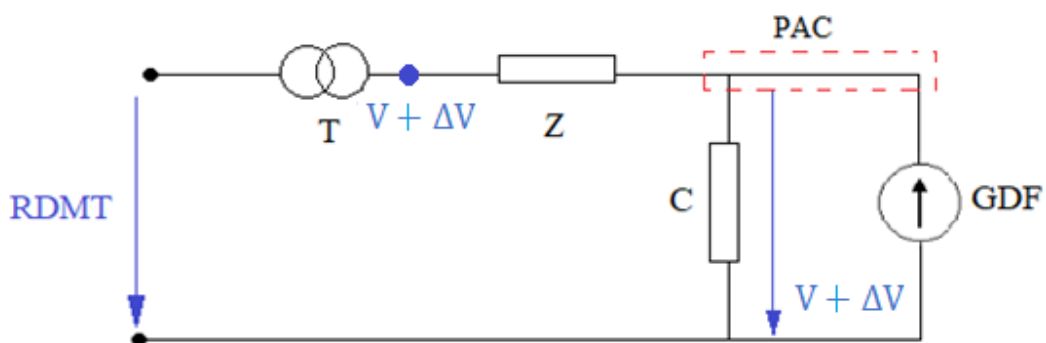 PAC
V + ΔV
T
Z
RDMT
C
GDF
V + ΔV